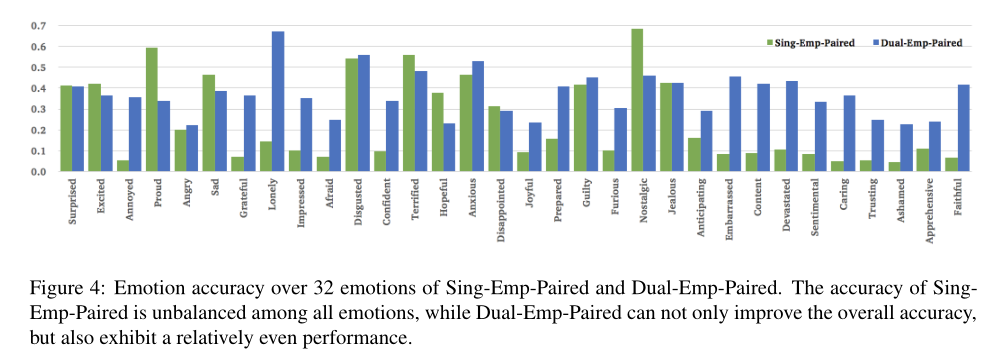 0.7
0.6
0.5
0.4
0.3
0.2
0.1
0.0
Sing-Emp-Paired Dual-Emp-Paired
Surprised
Excited
Annoyed
Proud
Angry
Sad
Grateful
Lonely
Impressed
Afraid
Disgusted
Confident
Terrified
Hopeful
Anxious
Disappointed
Joyful
Prepared
Guilty
Furious
Nostalgic
Jealous
Anticipating
Embarrassed
Content
Devastated
Sentimental
Caring
Trusting
Ashamed
Apprehensive
Faithful
Figure 4: Emotion accuracy over 32 emotions of Sing-Emp-Paired and Dual-Emp-Paired. The accuracy of Sing-
Emp-Paired is unbalanced among all emotions, while Dual-Emp-Paired can not only improve the overall accuracy,
but also exhibit a relatively even performance.